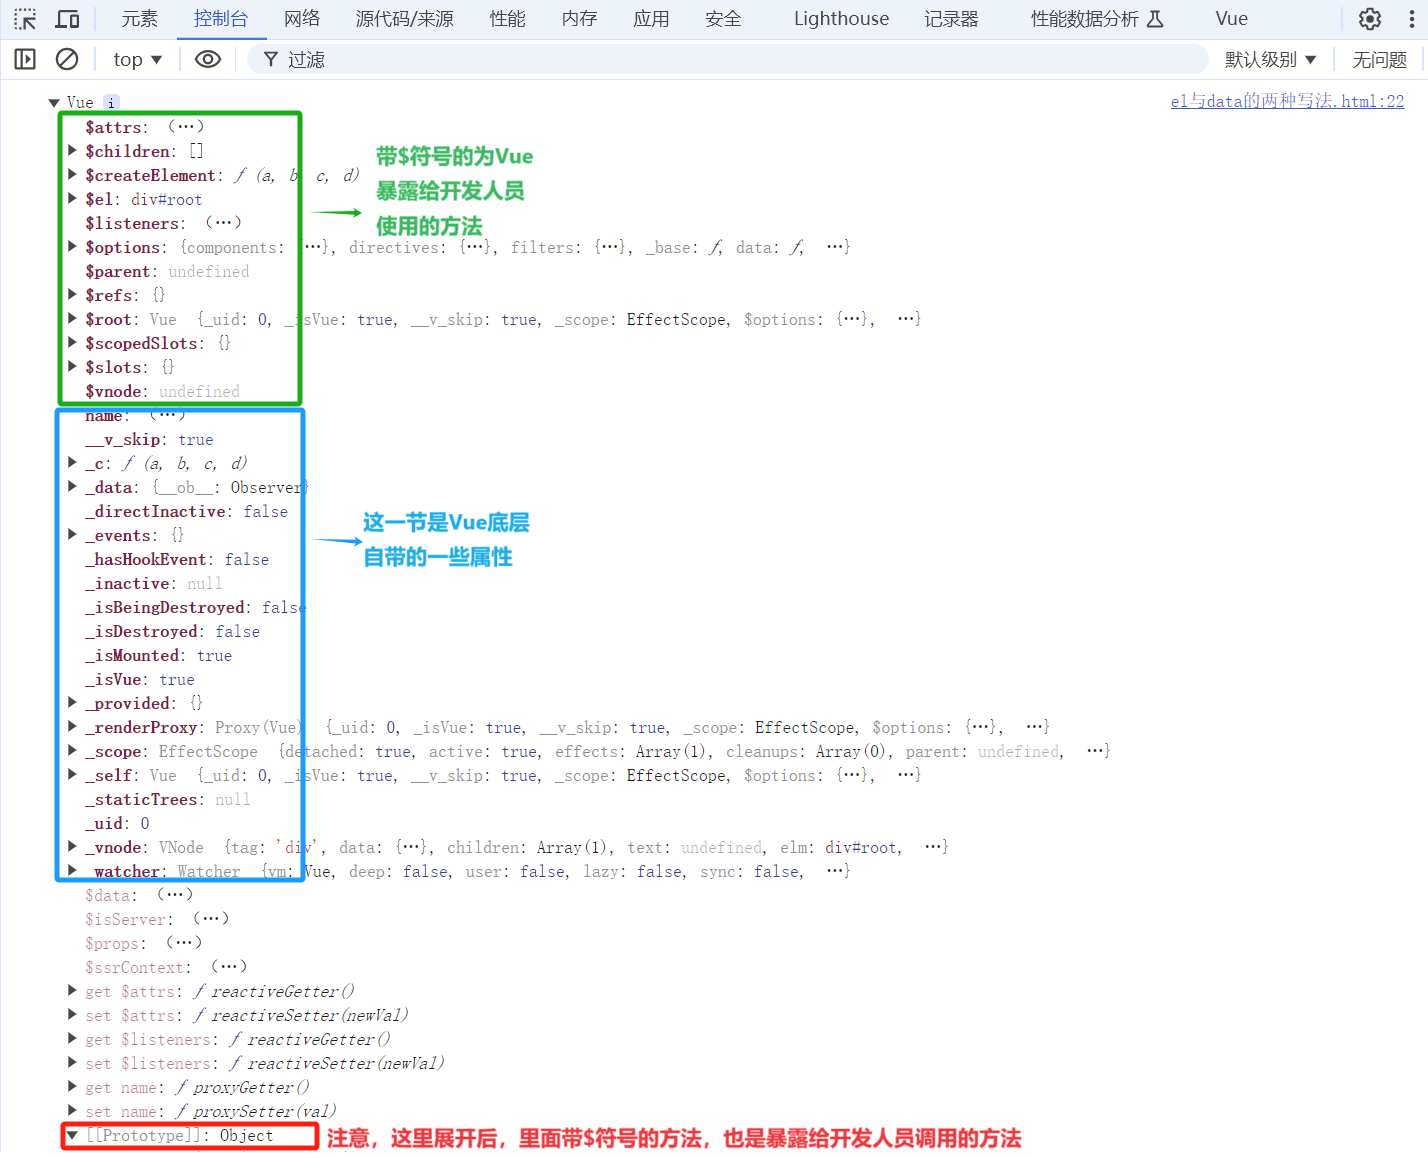 元素 控制台 网络 源代码/来源 性能 内存 应用 安全 Lighthouse 记录器 性能数据分析 Vue
top ▼ 过滤 默认级别 ▼ 无问题
▼ Vue i el与data的两种写法.html:22
$attrs: (…)
▶ $children: []
▶ $createElement: ƒ (a, b, c, d)
▶ $el: div#root
$listeners: (…)
▶ $options: {components: {…}, directives: {…}, filters: {…}, _base: ƒ, data: ƒ, …}
$parent: undefined
▶ $refs: {}
▶ $root: Vue {_uid: 0, _isVue: true, __v_skip: true, _scope: EffectScope, $options: {…}, …}
▶ $scopedSlots: {}
▶ $slots: {}
$vnode: undefined
带$符号的为Vue
暴露给开发人员
使用的方法
name: (…)
__v_skip: true
▶ _c: ƒ (a, b, c, d)
▶ _data: {__ob__: Observer}
_directInactive: false
▶ _events: {}
_hasHookEvent: false
_inactive: null
_isBeingDestroyed: false
_isDestroyed: false
_isMounted: true
_isVue: true
▶ _provided: {}
▶ _renderProxy: Proxy(Vue) {_uid: 0, _isVue: true, __v_skip: true, _scope: EffectScope, $options: {…}, …}
▶ _scope: EffectScope {detached: true, active: true, effects: Array(1), cleanups: Array(0), parent: undefined, …}
▶ _self: Vue {_uid: 0, _isVue: true, __v_skip: true, _scope: EffectScope, $options: {…}, …}
_staticTrees: null
_uid: 0
▶ _vnode: VNode {tag: 'div', data: {…}, children: Array(1), text: undefined, elm: div#root, …}
▶ _watcher: Watcher {vm: Vue, deep: false, user: false, lazy: false, sync: false, …}
这一节是Vue底层
自带的一些属性
$data: (…)
$isServer: (…)
$props: (…)
$ssrContext: (…)
▶ get $attrs: ƒ reactiveGetter()
▶ set $attrs: ƒ reactiveSetter(newVal)
▶ get $listeners: ƒ reactiveGetter()
▶ set $listeners: ƒ reactiveSetter(newVal)
▶ get name: ƒ proxyGetter()
▶ set name: ƒ proxySetter(val)
▼ [[Prototype]]: Object 注意，这里展开后，里面带$符号的方法，也是暴露给开发人员调用的方法